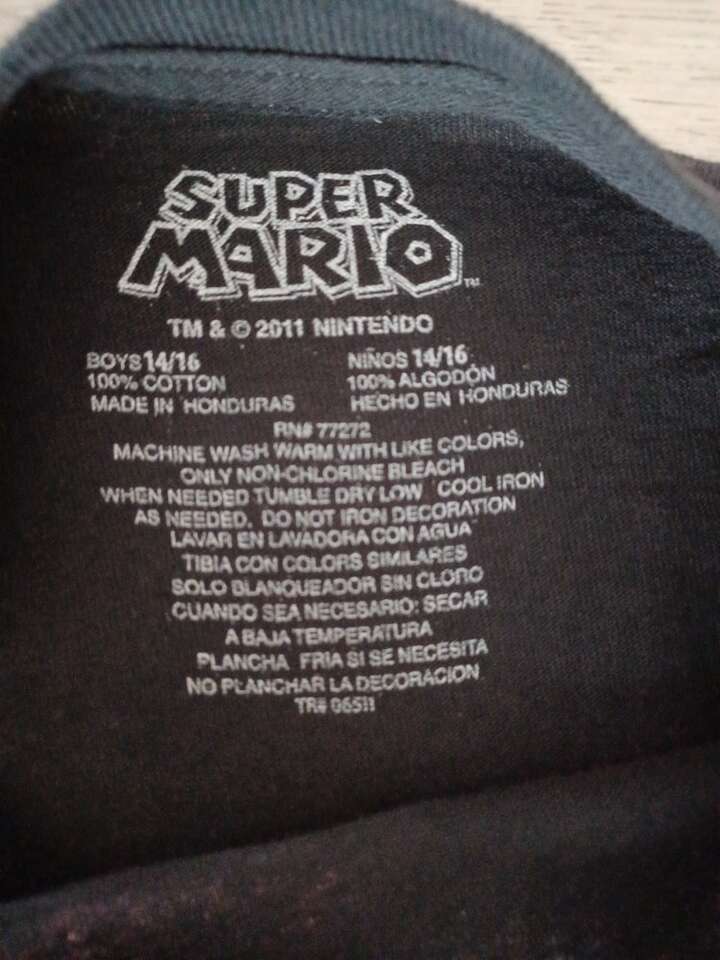 SUPER
MARIO™
TM & © 2011 NINTENDO
BOYS 14/16
100% COTTON
MADE IN HONDURAS
NIÑOS 14/16
100% ALGODÓN
HECHO EN HONDURAS
RN# 77272
MACHINE WASH WARM WITH LIKE COLORS,
ONLY NON-CHLORINE BLEACH
WHEN NEEDED TUMBLE DRY LOW COOL IRON
AS NEEDED. DO NOT IRON DECORATION
LAVAR EN LAVADORA CON AGUA
TIBIA CON COLORS SIMILARES
SOLO BLANQUEADOR SIN CLORO
CUANDO SEA NECESARIO: SECAR
A BAJA TEMPERATURA
PLANCHA FRIA SI SE NECESITA
NO PLANCHAR LA DECORACION
TR# 06511